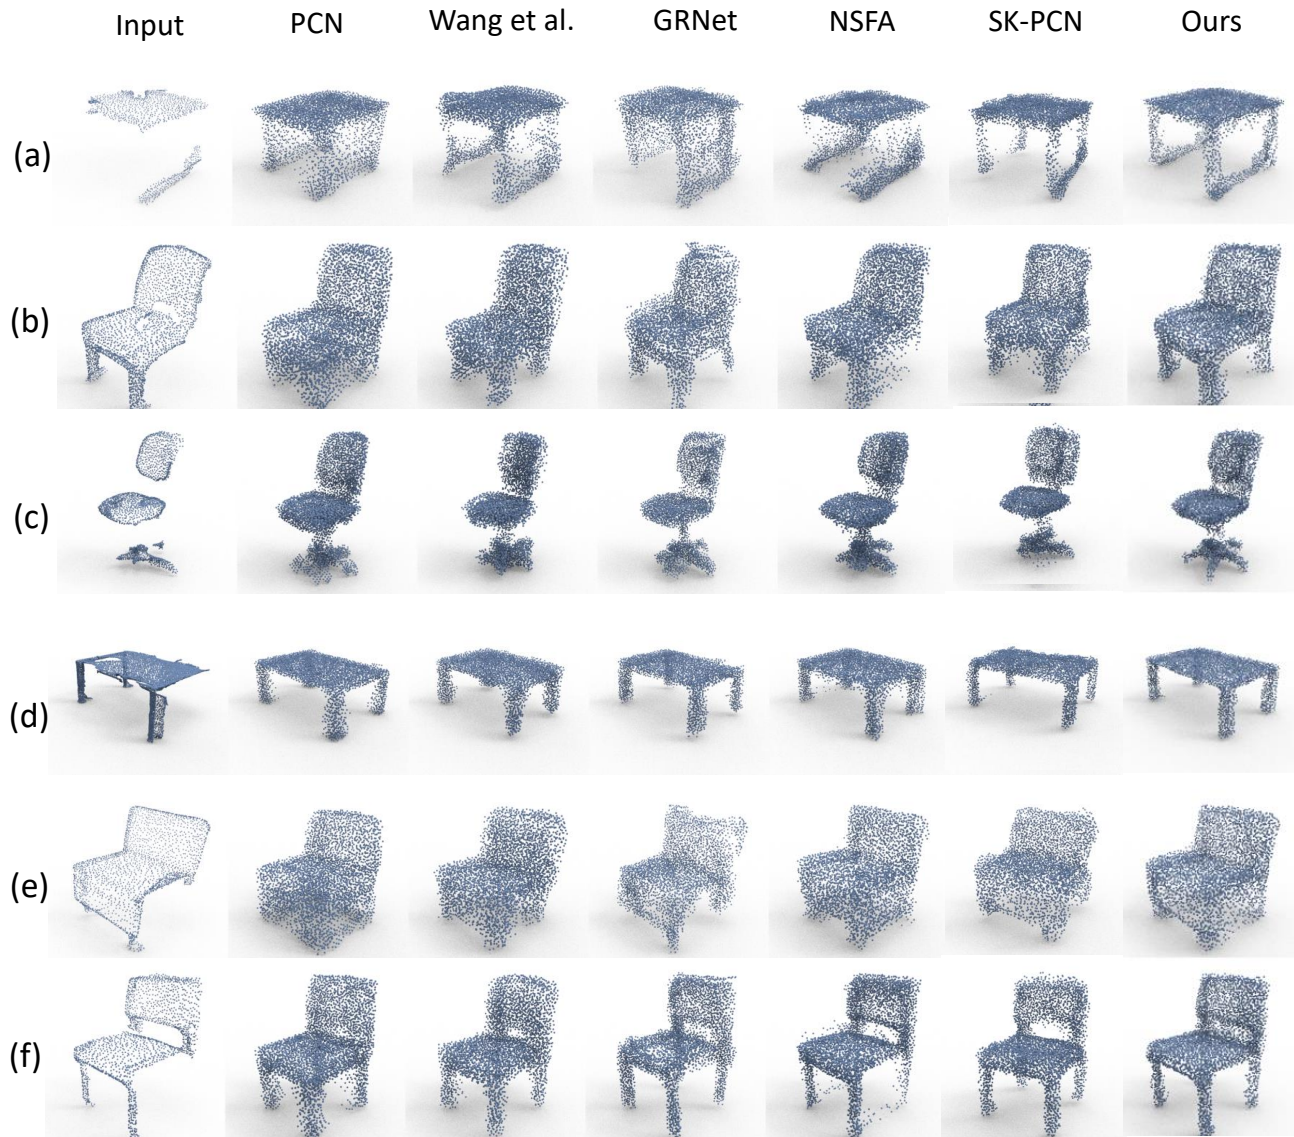 Input PCN Wang et al. GRNet NSFA SK-PCN Ours
(a)
(b)
(c)
(d)
(e)
(f)